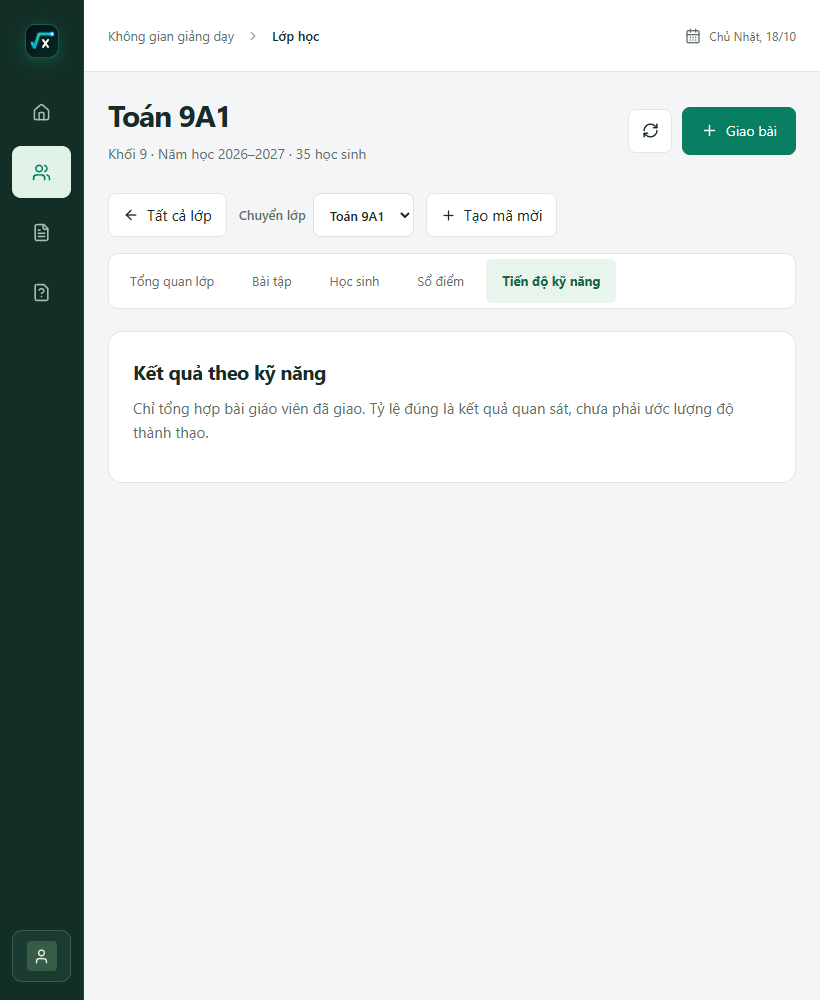 Không gian giảng dạy > Lớp học
Chủ Nhật, 18/10
Toán 9A1
Khối 9 · Năm học 2026–2027 · 35 học sinh
Giao bài
Tất cả lớp
Chuyển lớp
Toán 9A1
Tạo mã mời
Tổng quan lớp
Bài tập
Học sinh
Sổ điểm
Tiến độ kỹ năng
Kết quả theo kỹ năng
Chỉ tổng hợp bài giáo viên đã giao. Tỷ lệ đúng là kết quả quan sát, chưa phải ước lượng độ
thành thạo.